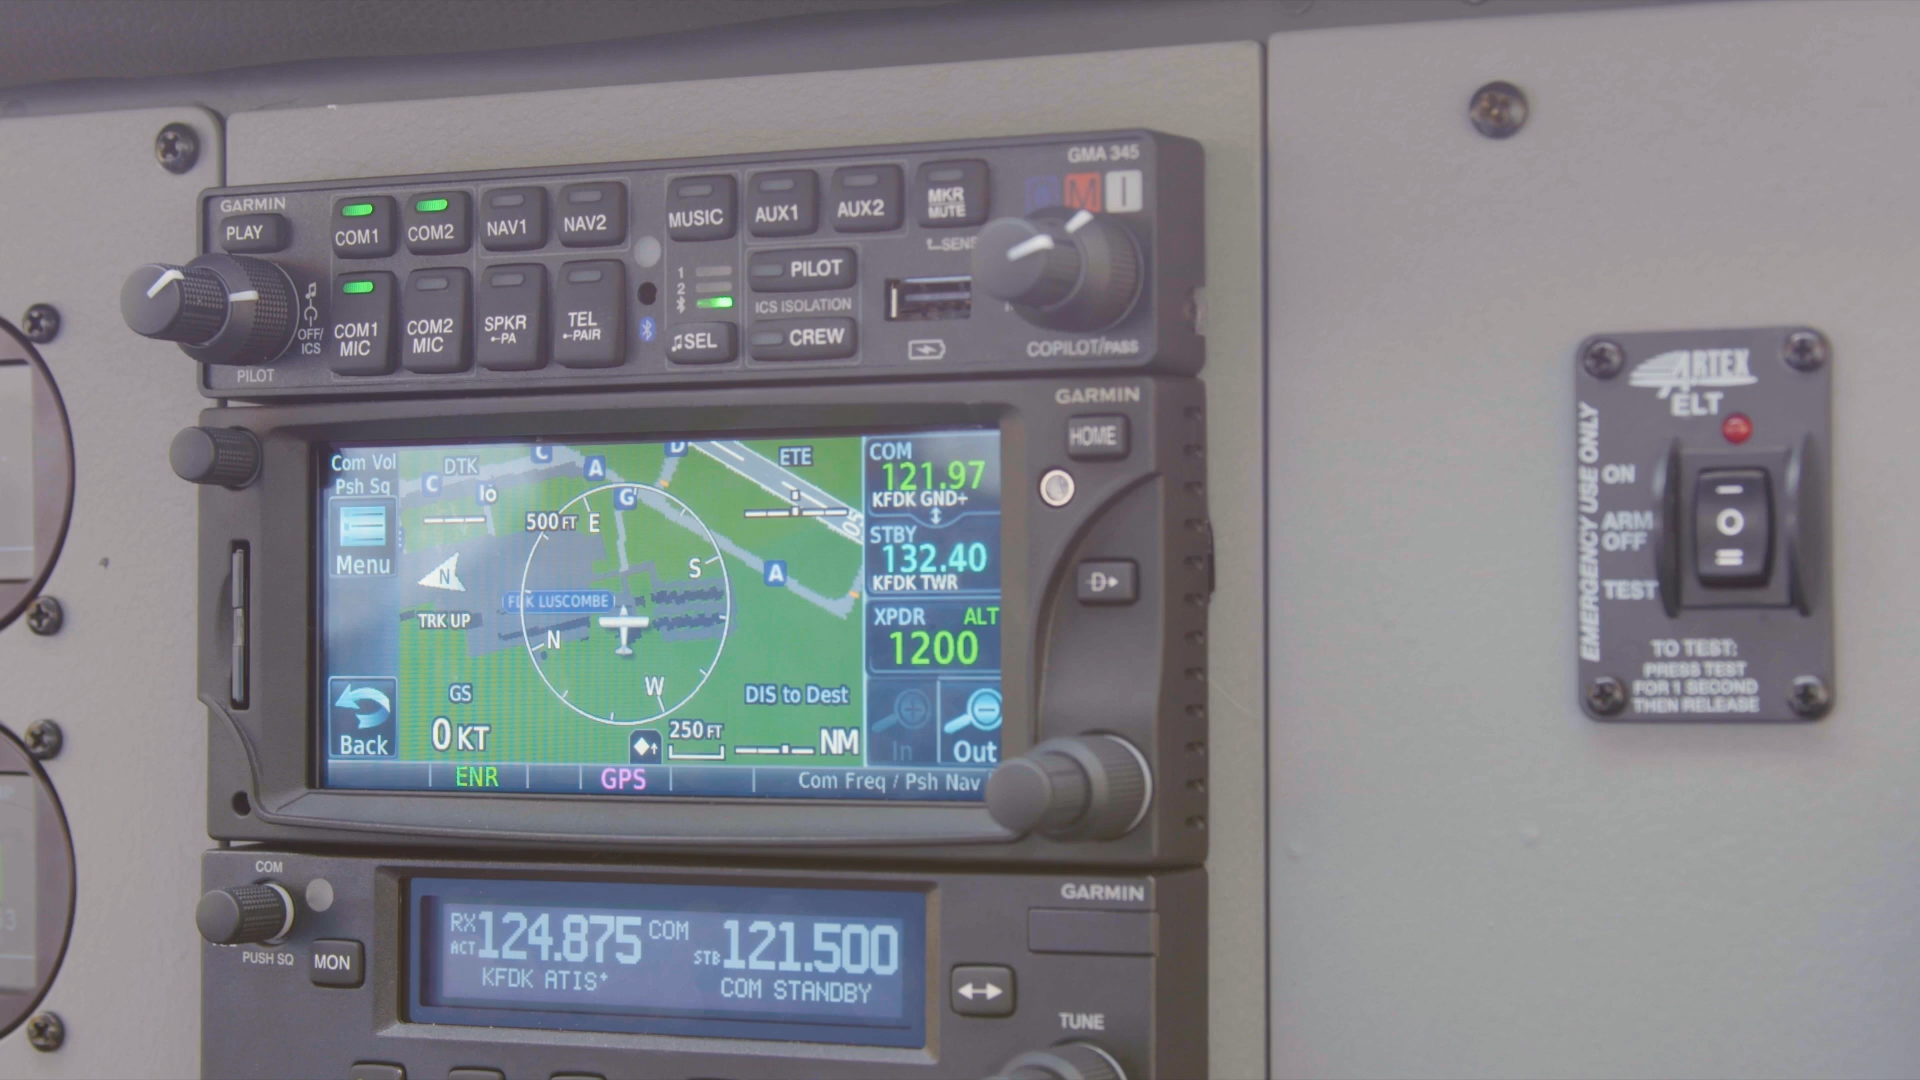 GMA 345
GARMIN
PLAY
COM1
COM2
NAV1
NAV2
MUSIC
AUX1
AUX2
MKR
MUTE
M
I
COM1
MIC
COM2
MIC
SPKR
←PA
TEL
←PAIR
1
2
SEL
PILOT
ICS ISOLATION
CREW
OFF/
ICS
PILOT
COPILOT/PASS
GARMIN
HOME
Com Vol
Psh Sq
Menu
Back
DTK
C
C
A
D
G
A
500 FT
E
S
N
W
N
TRK UP
FDK LUSCOMBE
05
ETE
GS
0 KT
250 FT
DIS to Dest
NM
ENR
GPS
Com Freq / Psh Nav
COM
121.97
KFDK GND+
STBY
132.40
KFDK TWR
XPDR ALT
1200
In
Out
D
COM
PUSH SQ
MON
GARMIN
RX 124.875 COM
ACT
STB 121.500
KFDK ATIS+
COM STANDBY
TUNE
ARTEX
ELT
EMERGENCY USE ONLY
ON
ARM
OFF
TEST
TO TEST:
PRESS TEST
FOR 1 SECOND
THEN RELEASE